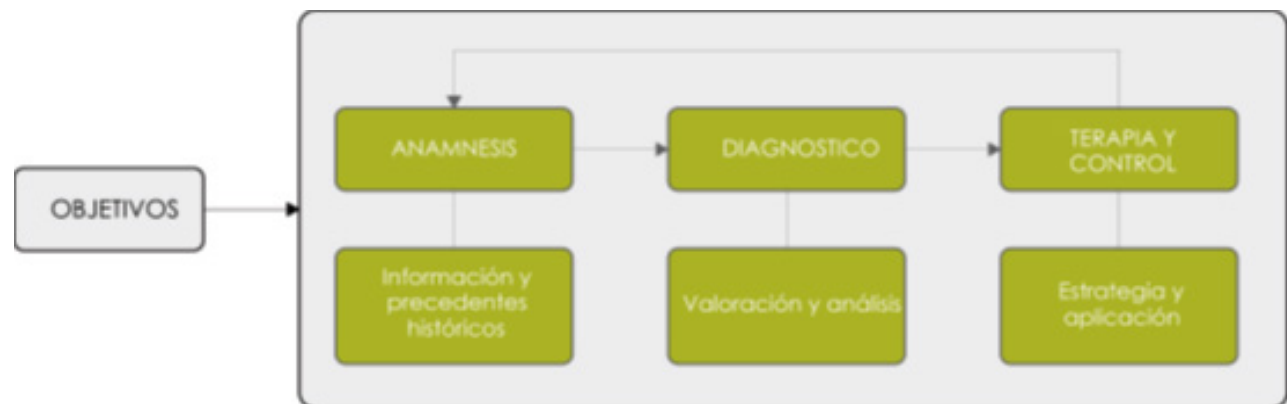 OBJETIVOS
ANAMNESIS
DIAGNOSTICO
TERAPIA Y
CONTROL
Información y
precedentes
históricos
Valoración y análisis
Estrategia y
aplicación